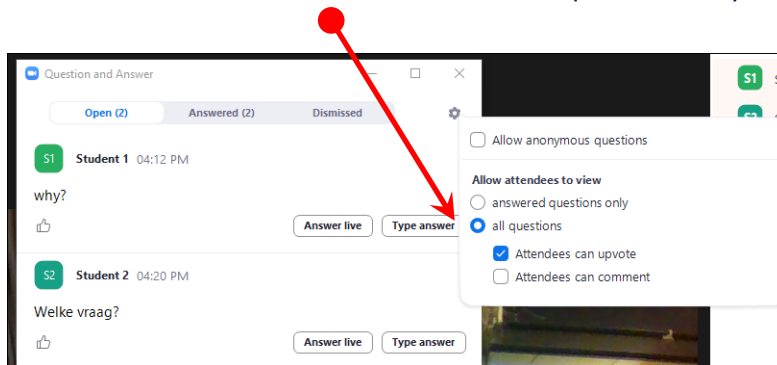 Question and Answer
Open (2) Answered (2) Dismissed
S1 Student 1 04:12 PM
why?
Answer live Type answer
S2 Student 2 04:20 PM
Welke vraag?
Answer live Type answer
Allow anonymous questions
Allow attendees to view
answered questions only
all questions
Attendees can upvote
Attendees can comment
S1